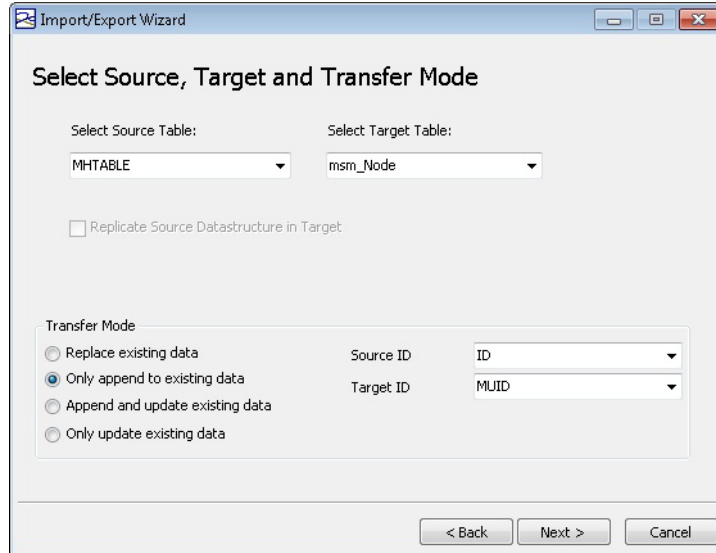 Import/Export Wizard
Select Source, Target and Transfer Mode
Select Source Table: Select Target Table:
MHTABLE msm_Node
Replicate Source Datastructure in Target
Transfer Mode
Replace existing data Source ID ID
Only append to existing data Target ID MUID
Append and update existing data
Only update existing data
< Back Next > Cancel